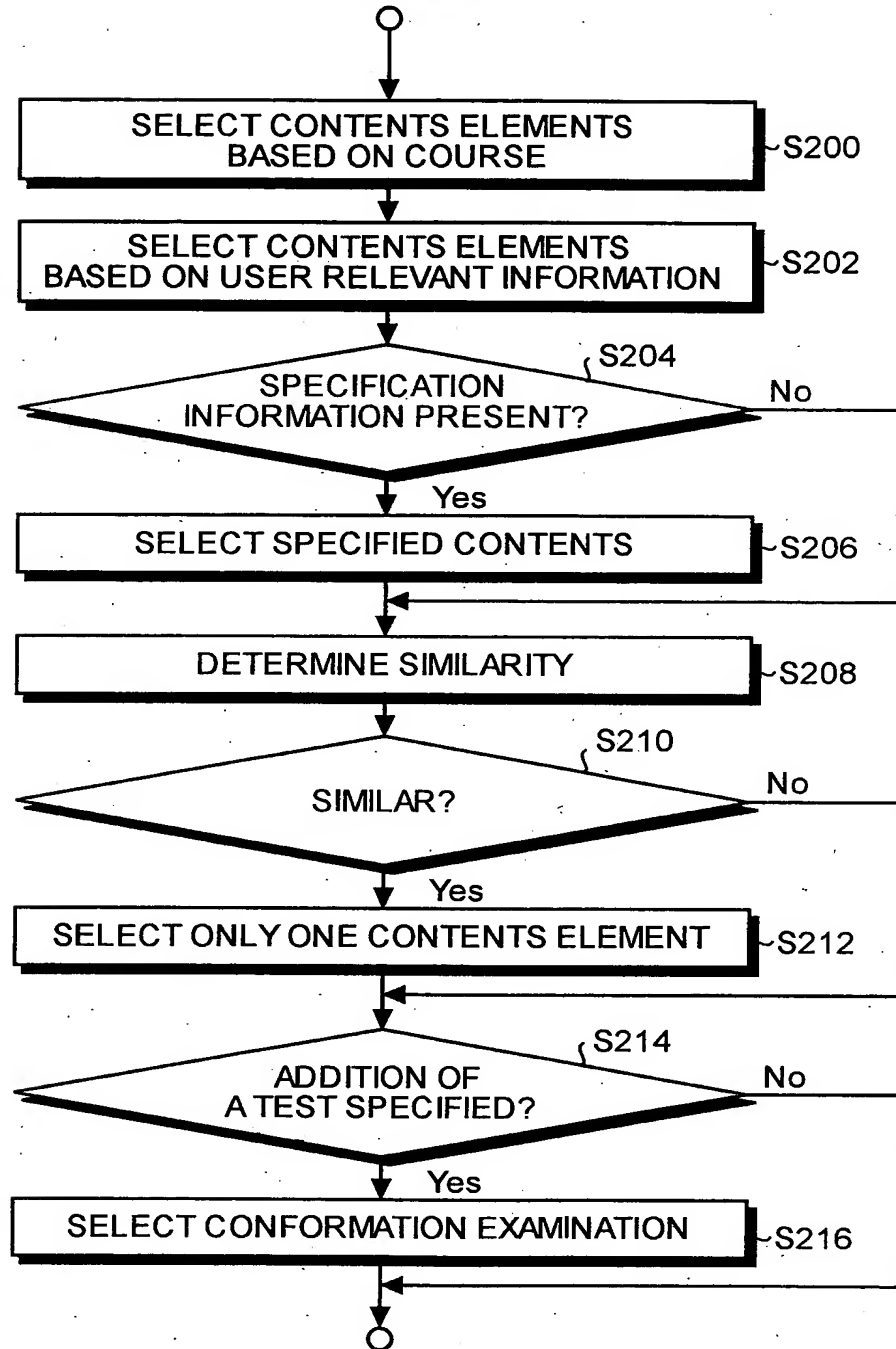 SELECT CONTENTS ELEMENTS
BASED ON COURSE
S200
SELECT CONTENTS ELEMENTS
BASED ON USER RELEVANT INFORMATION
S202
S204
SPECIFICATION
INFORMATION PRESENT?
No
Yes
SELECT SPECIFIED CONTENTS
S206
DETERMINE SIMILARITY
S208
S210
SIMILAR?
No
Yes
SELECT ONLY ONE CONTENTS ELEMENT
S212
S214
ADDITION OF
A TEST SPECIFIED?
No
Yes
SELECT CONFORMATION EXAMINATION
S216